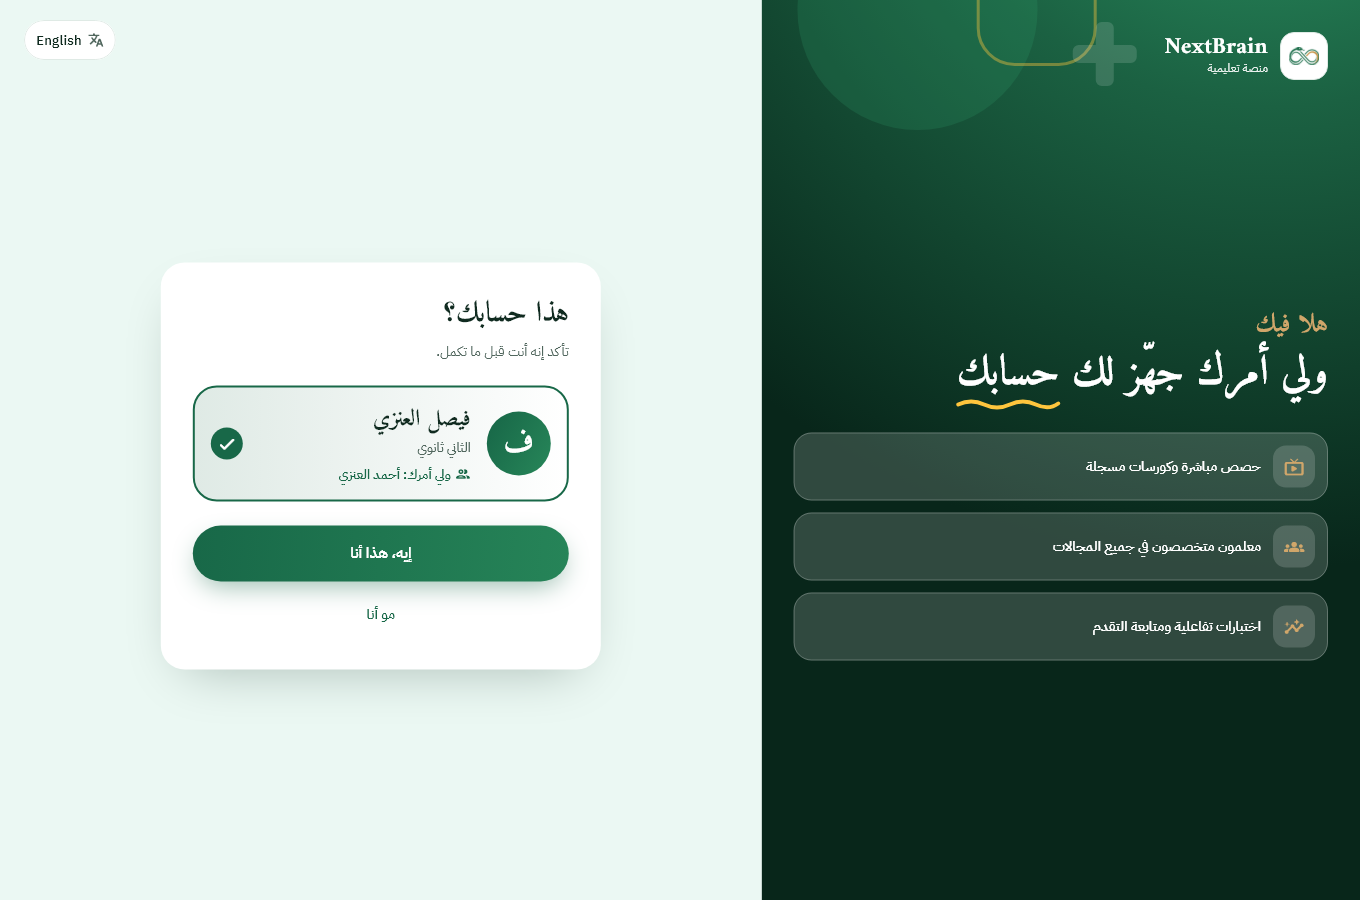 NextBrain
منصة تعليمية
هلا فيك
ولي أمرك جهّز لك حسابك
حصص مباشرة وكورسات مسجلة
معلمون متخصصون في جميع المجالات
اختبارات تفاعلية ومتابعة التقدم
English
هذا حسابك؟
تأكد إنه أنت قبل ما تكمل.
ف
فيصل العنزي
الثاني ثانوي
ولي أمرك: أحمد العنزي
إيه، هذا أنا
مو أنا